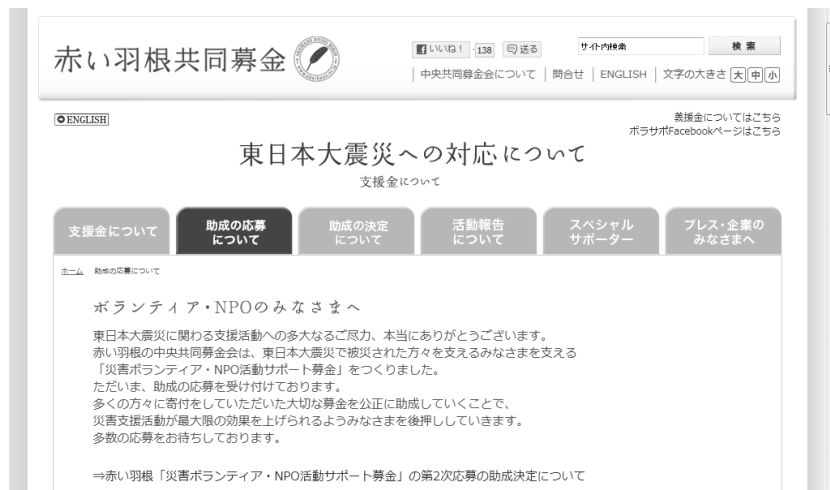 赤い羽根共同募金
いいね！ 138 送る サイト内検索 検 索
中央共同募金会について 問合せ ENGLISH 文字の大きさ 大 中 小
ENGLISH
義援金についてはこちら
ボラサポFacebookページはこちら
東日本大震災への対応について
支援金について
支援金について
助成の応募
について
助成の決定
について
活動報告
について
スペシャル
サポーター
プレス・企業の
みなさまへ
ホーム 助成の応募について
ボランティア・NPOのみなさまへ
東日本大震災に関わる支援活動への多大なるご尽力、本当にありがとうございます。
赤い羽根の中央共同募金会は、東日本大震災で被災された方々を支えるみなさまを支える
「災害ボランティア・NPO活動サポート募金」をつくりました。
ただいま、助成の応募を受け付けております。
多くの方々に寄付をしていただいた大切な募金を公正に助成していくことで、
災害支援活動が最大限の効果を上げられるようみなさまを後押ししていきます。
多数の応募をお待ちしております。
⇒赤い羽根「災害ボランティア・NPO活動サポート募金」の第2次応募の助成決定について